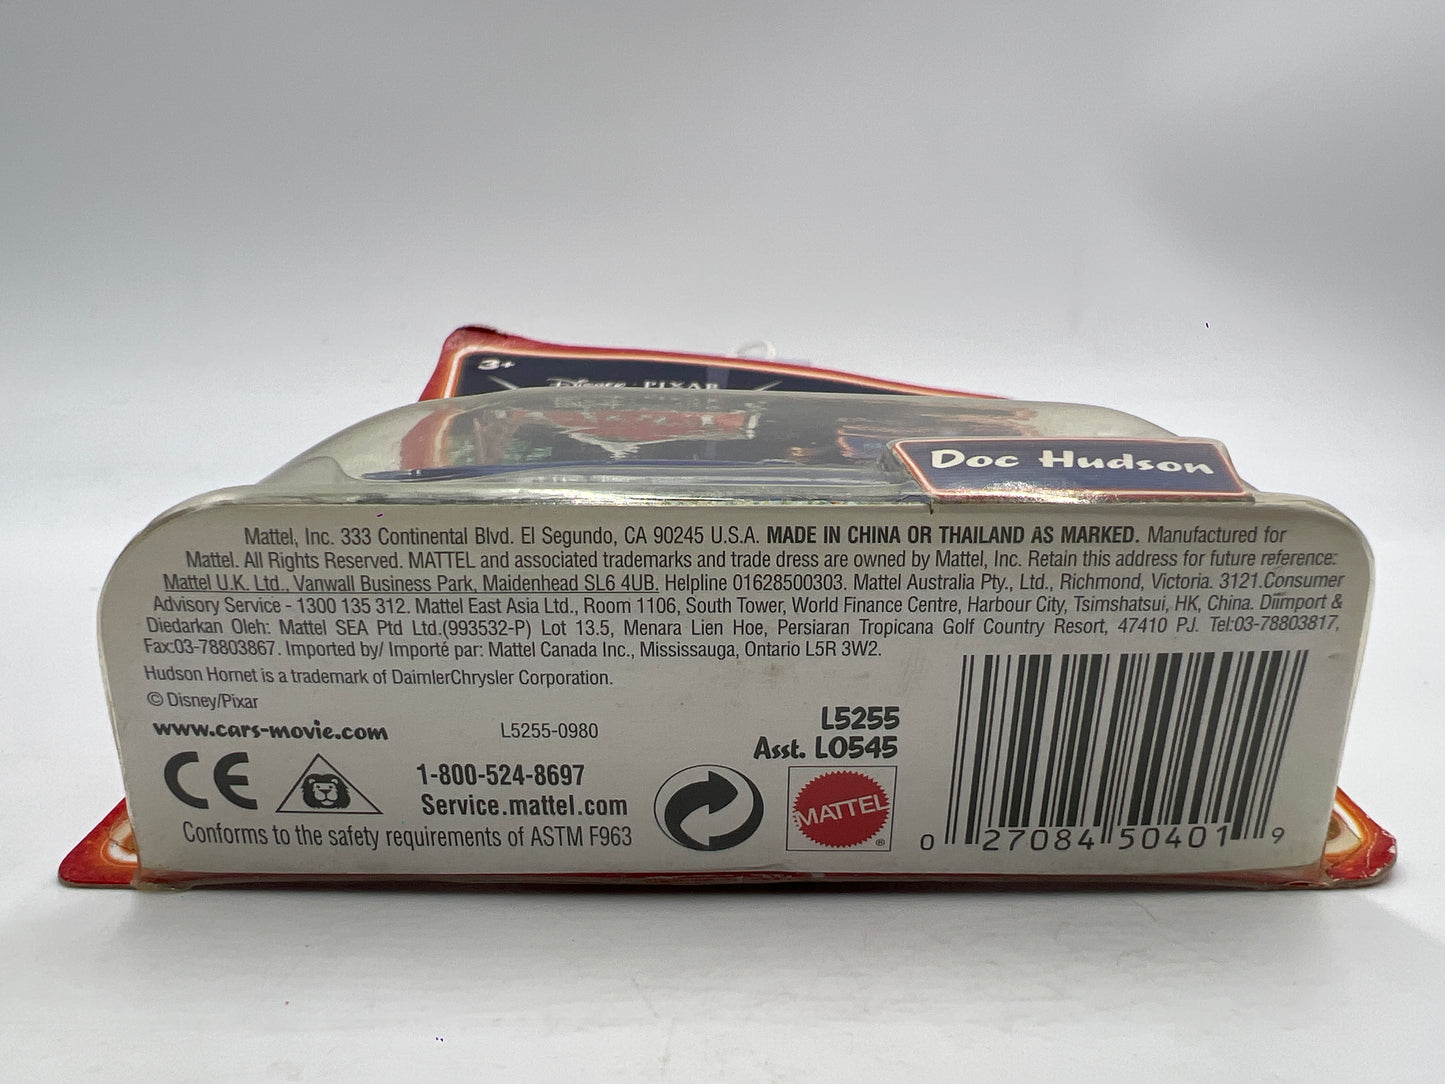 3+
Disney PIXAR
Doc Hudson
Mattel, Inc. 333 Continental Blvd. El Segundo, CA 90245 U.S.A. MADE IN CHINA OR THAILAND AS MARKED. Manufactured for
Mattel. All Rights Reserved. MATTEL and associated trademarks and trade dress are owned by Mattel, Inc. Retain this address for future reference:
Mattel U.K. Ltd., Vanwall Business Park, Maidenhead SL6 4UB. Helpline 01628500303. Mattel Australia Pty., Ltd., Richmond, Victoria. 3121.Consumer
Advisory Service - 1300 135 312. Mattel East Asia Ltd., Room 1106, South Tower, World Finance Centre, Harbour City, Tsimshatsui, HK, China. Diimport &
Diedarkan Oleh: Mattel SEA Ptd Ltd.(993532-P) Lot 13.5, Menara Lien Hoe, Persiaran Tropicana Golf Country Resort, 47410 PJ. Tel:03-78803817,
Fax:03-78803867. Imported by/ Importé par: Mattel Canada Inc., Mississauga, Ontario L5R 3W2.
Hudson Hornet is a trademark of DaimlerChrysler Corporation.
© Disney/Pixar
www.cars-movie.com
L5255-0980
L5255
Asst. L0545
CE
1-800-524-8697
Service.mattel.com
Conforms to the safety requirements of ASTM F963
MATTEL ®
0 27084 50401 9